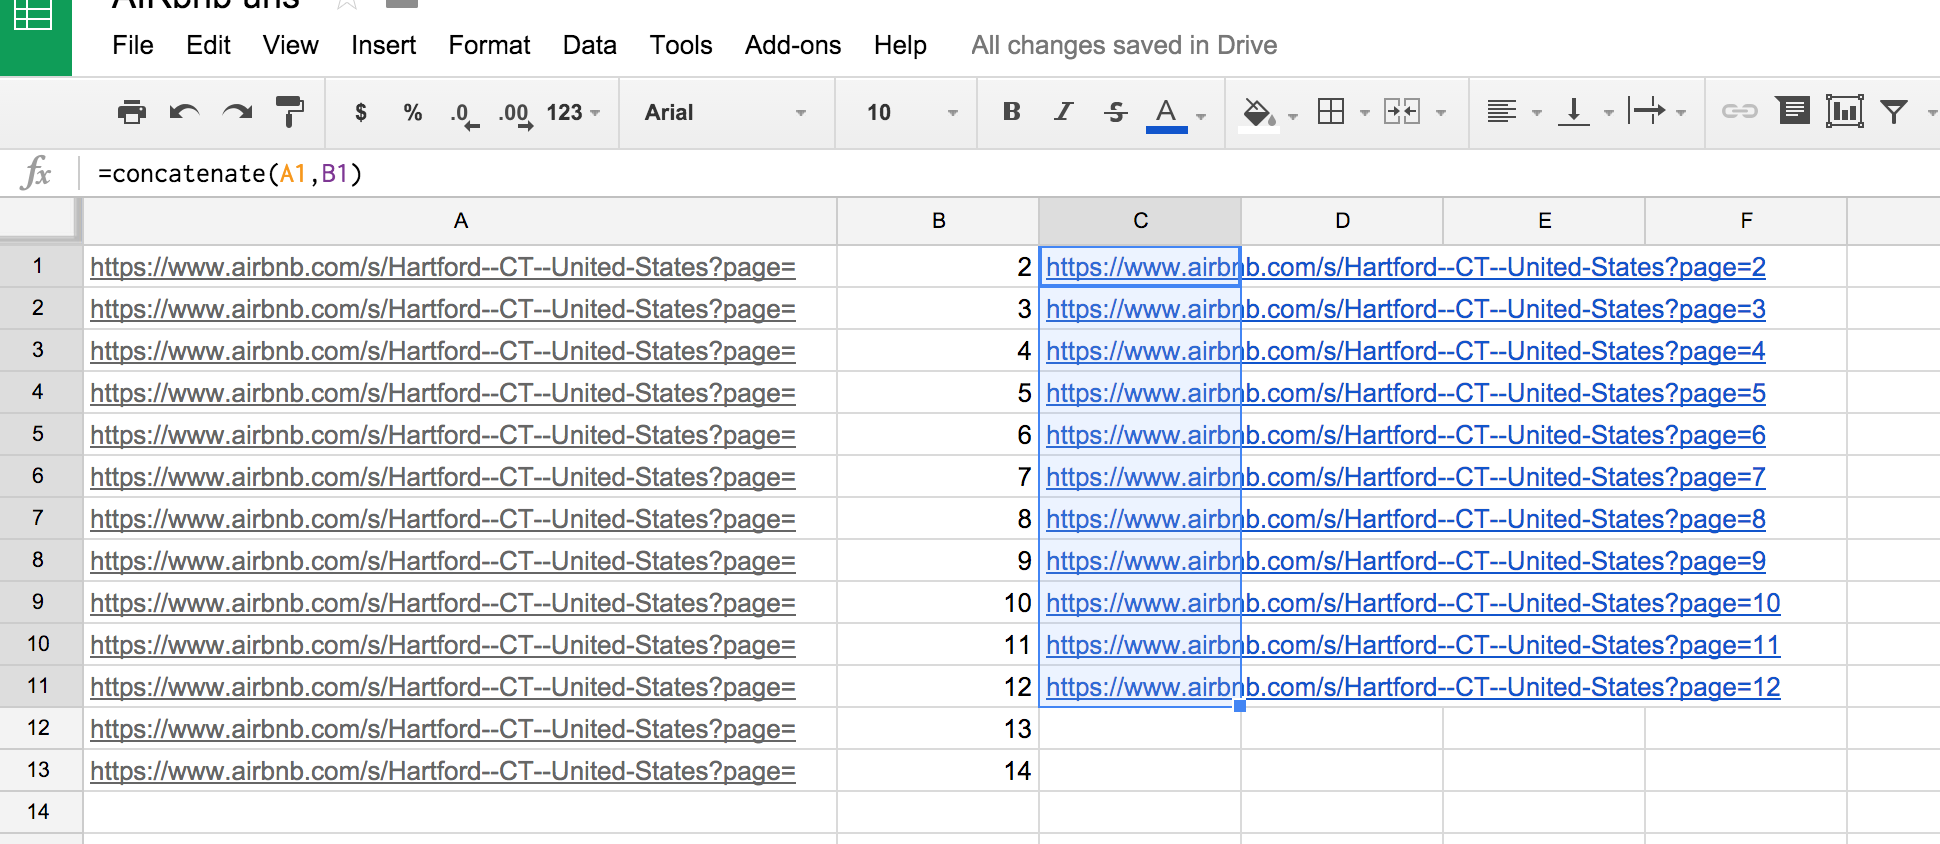 AirBnb urls
File Edit View Insert Format Data Tools Add-ons Help All changes saved in Drive
$ % .0 .00 123 Arial 10 B I S A
fx =concatenate(A1,B1)
A B C D E F
1 https://www.airbnb.com/s/Hartford--CT--United-States?page= 2 https://www.airbnb.com/s/Hartford--CT--United-States?page=2
2 https://www.airbnb.com/s/Hartford--CT--United-States?page= 3 https://www.airbnb.com/s/Hartford--CT--United-States?page=3
3 https://www.airbnb.com/s/Hartford--CT--United-States?page= 4 https://www.airbnb.com/s/Hartford--CT--United-States?page=4
4 https://www.airbnb.com/s/Hartford--CT--United-States?page= 5 https://www.airbnb.com/s/Hartford--CT--United-States?page=5
5 https://www.airbnb.com/s/Hartford--CT--United-States?page= 6 https://www.airbnb.com/s/Hartford--CT--United-States?page=6
6 https://www.airbnb.com/s/Hartford--CT--United-States?page= 7 https://www.airbnb.com/s/Hartford--CT--United-States?page=7
7 https://www.airbnb.com/s/Hartford--CT--United-States?page= 8 https://www.airbnb.com/s/Hartford--CT--United-States?page=8
8 https://www.airbnb.com/s/Hartford--CT--United-States?page= 9 https://www.airbnb.com/s/Hartford--CT--United-States?page=9
9 https://www.airbnb.com/s/Hartford--CT--United-States?page= 10 https://www.airbnb.com/s/Hartford--CT--United-States?page=10
10 https://www.airbnb.com/s/Hartford--CT--United-States?page= 11 https://www.airbnb.com/s/Hartford--CT--United-States?page=11
11 https://www.airbnb.com/s/Hartford--CT--United-States?page= 12 https://www.airbnb.com/s/Hartford--CT--United-States?page=12
12 https://www.airbnb.com/s/Hartford--CT--United-States?page= 13
13 https://www.airbnb.com/s/Hartford--CT--United-States?page= 14
14